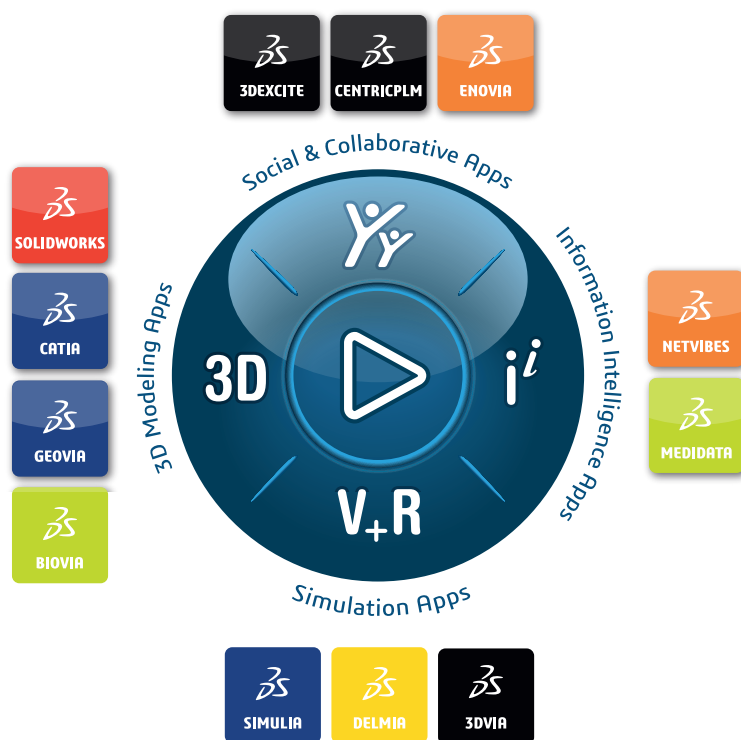 3DEXCITE
CENTRICPLM
ENOVIA
Social & Collaborative Apps
SOLIDWORKS
CATIA
GEOVIA
BIOVIA
3D Modeling Apps
3D
i i
V+R
Information Intelligence Apps
NETVIBES
MEDIDATA
Simulation Apps
SIMULIA
DELMIA
3DVIA